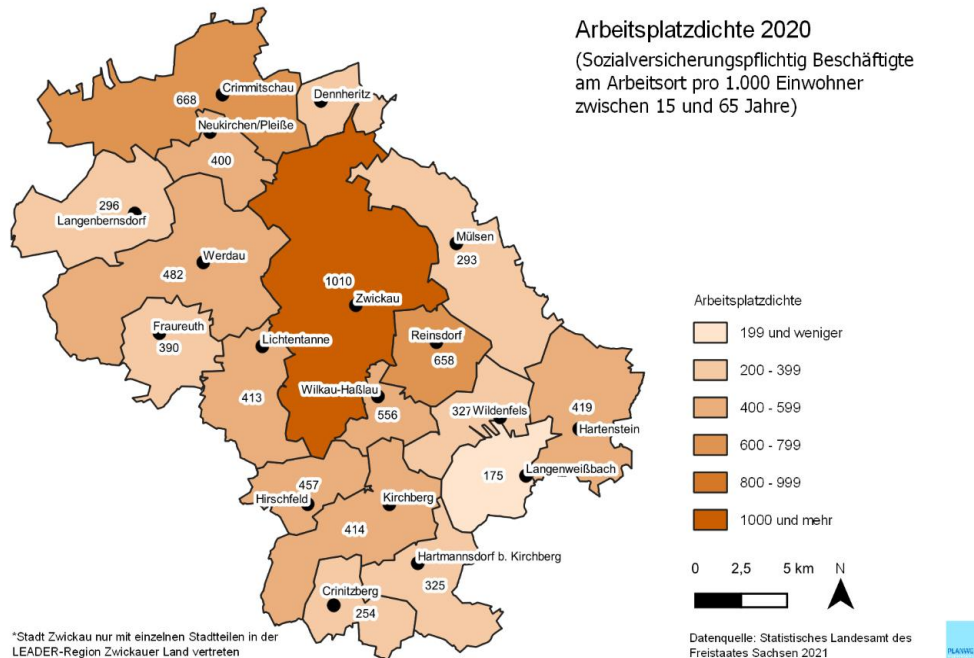 Arbeitsplatzdichte 2020
(Sozialversicherungspflichtig Beschäftigte
am Arbeitsort pro 1.000 Einwohner
zwischen 15 und 65 Jahre)
Crimmitschau
668
Dennheritz
Neukirchen/Pleiße
400
296
Langenbernsdorf
Mülsen
293
Werdau
482
1010
Zwickau
Fraureuth
390
Lichtentanne
413
Reinsdorf
658
Wilkau-Haßlau
556
327
Wildenfels
419
Hartenstein
175
Langenweißbach
457
Hirschfeld
Kirchberg
414
Hartmannsdorf b. Kirchberg
325
Crinitzberg
254
Arbeitsplatzdichte
199 und weniger
200 - 399
400 - 599
600 - 799
800 - 999
1000 und mehr
0 2,5 5 km N
*Stadt Zwickau nur mit einzelnen Stadtteilen in der
LEADER-Region Zwickauer Land vertreten
Datenquelle: Statistisches Landesamt des
Freistaates Sachsen 2021